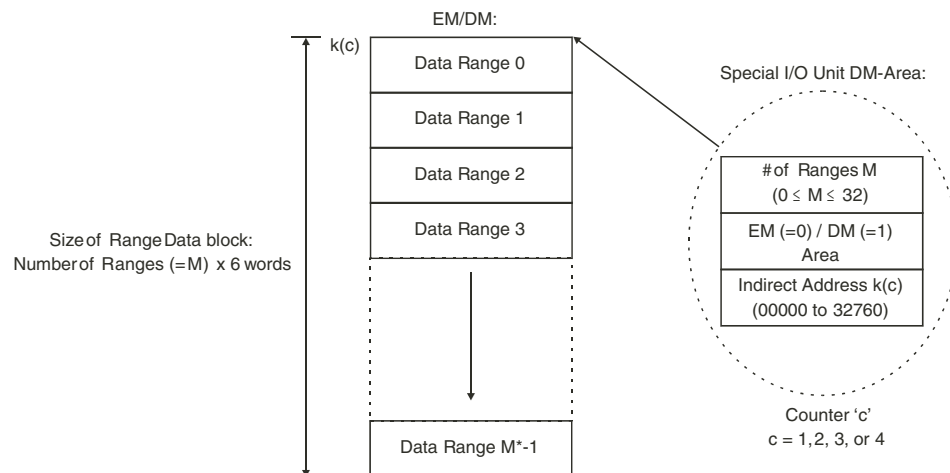 EM/DM:
k(c)
Data Range 0
Data Range 1
Data Range 2
Data Range 3
Data Range M*-1
Size of Range Data block:
Number of Ranges (=M) x 6 words
Special I/O Unit DM-Area:
# of Ranges M
(0 ≤ M ≤ 32)
EM (=0) / DM (=1)
Area
Indirect Address k(c)
(00000 to 32760)
Counter 'c'
c = 1,2, 3, or 4